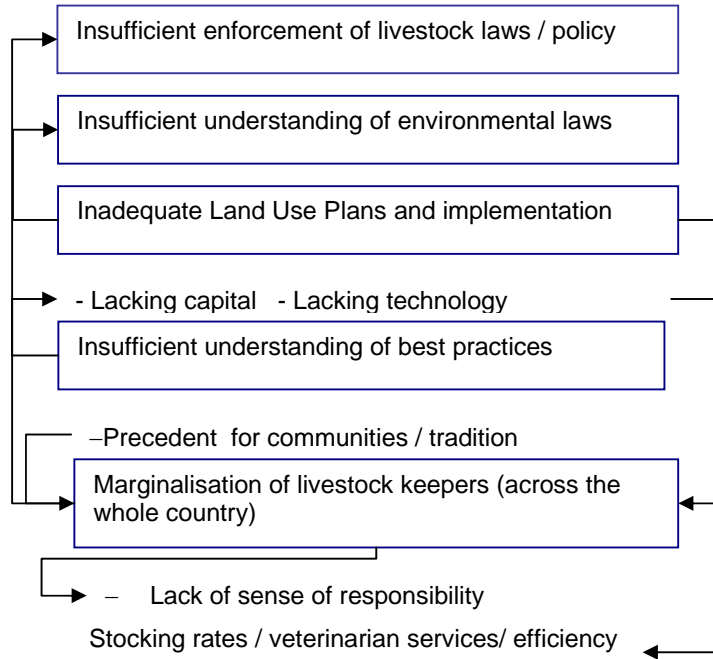 Insufficient enforcement of livestock laws / policy
Insufficient understanding of environmental laws
Inadequate Land Use Plans and implementation
- Lacking capital - Lacking technology
Insufficient understanding of best practices
–Precedent for communities / tradition
Marginalisation of livestock keepers (across the
whole country)
– Lack of sense of responsibility
Stocking rates / veterinarian services/ efficiency